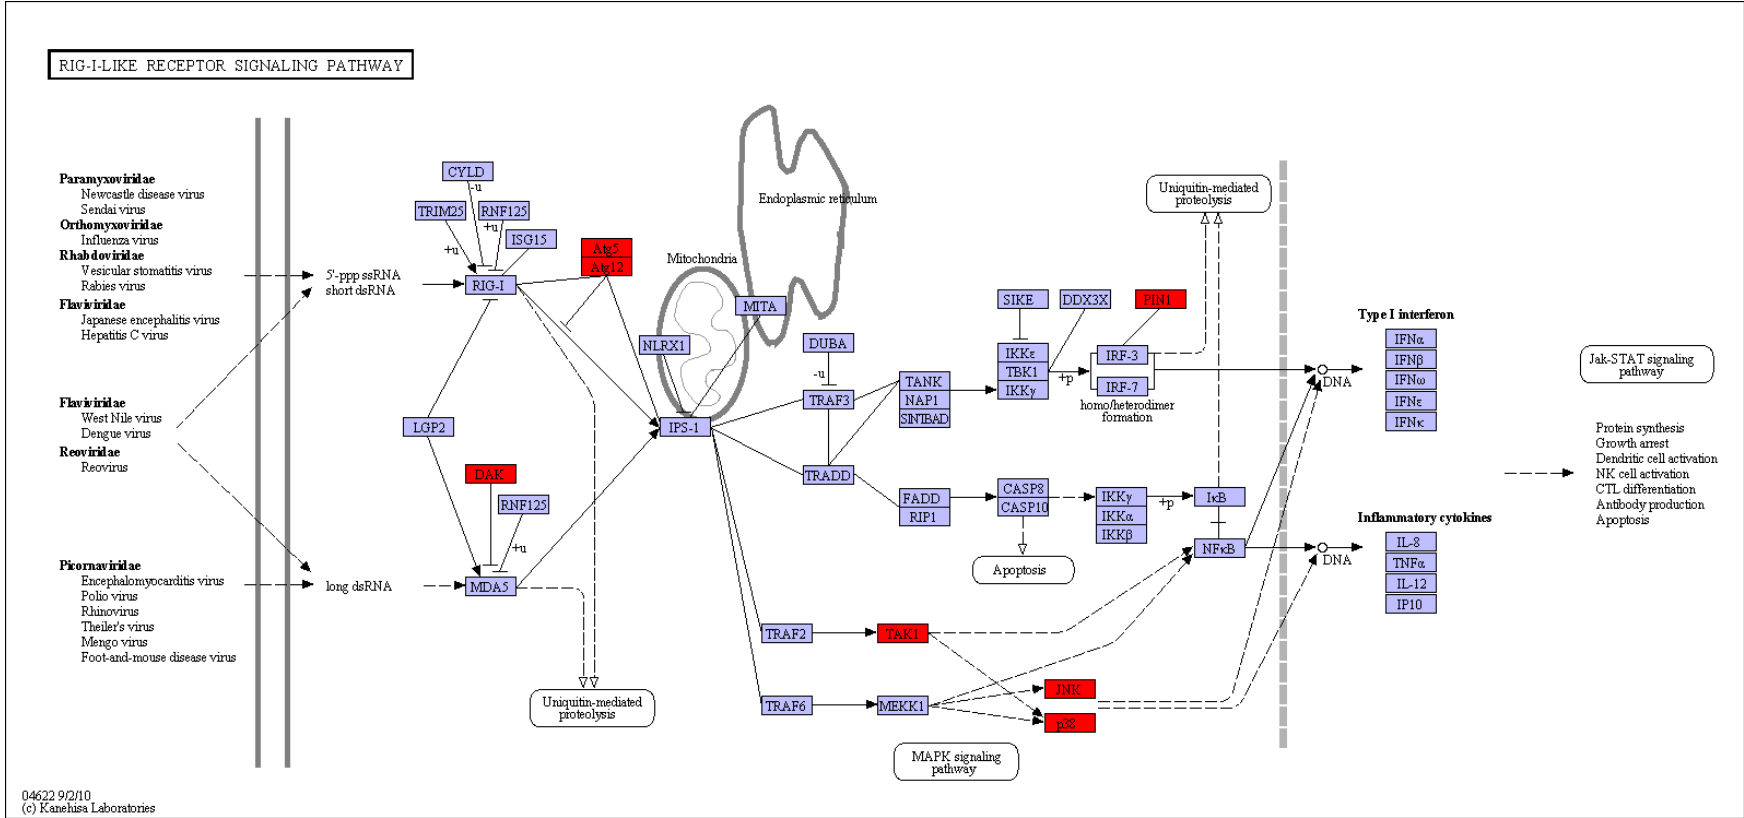 RIG-I-LIKE RECEPTOR SIGNALING PATHWAY
Paramyxoviridae
Newcastle disease virus
Sendai virus
Orthomyxoviridae
Influenza virus
Rhabdoviridae
Vesicular stomatitis virus
Rabies virus
Flaviviridae
Japanese encephalitis virus
Hepatitis C virus
Flaviviridae
West Nile virus
Dengue virus
Reoviridae
Reovirus
Picornaviridae
Encephalomyocarditis virus
Polio virus
Rhinovirus
Theiler's virus
Mengo virus
Foot-and-mouth disease virus
5'-ppp ssRNA
short dsRNA
long dsRNA
CYLD
-u
TRIM25
RNF125
+u
+u
ISG15
RIG-I
Atg5
Atg12
LGP2
DAK
RNF125
+u
MDA5
Uniquitin-mediated
proteolysis
Endoplasmic reticulum
Mitochondria
MITA
NLRX1
IPS-1
DUBA
-u
TRAF3
TRADD
TANK
NAP1
SINTBAD
FADD
RIP1
TRAF2
TAK1
TRAF6
MEKK1
JNK
p38
MAPK signaling
pathway
SIKE
DDX3X
PIN1
IKKε
TBK1
IKKγ
+p
IRF-3
IRF-7
homo/heterodimer
formation
Uniquitin-mediated
proteolysis
CASP8
CASP10
Apoptosis
IKKγ
IKKα
IKKβ
+p
IκB
NFκB
DNA
DNA
Type I interferon
IFNα
IFNβ
IFNω
IFNε
IFNκ
Inflammatory cytokines
IL-8
TNFα
IL-12
IP10
Jak-STAT signaling
pathway
Protein synthesis
Growth arrest
Dendritic cell activation
NK cell activation
CTL differentiation
Antibody production
Apoptosis
04622 9/2/10
(c) Kanehisa Laboratories